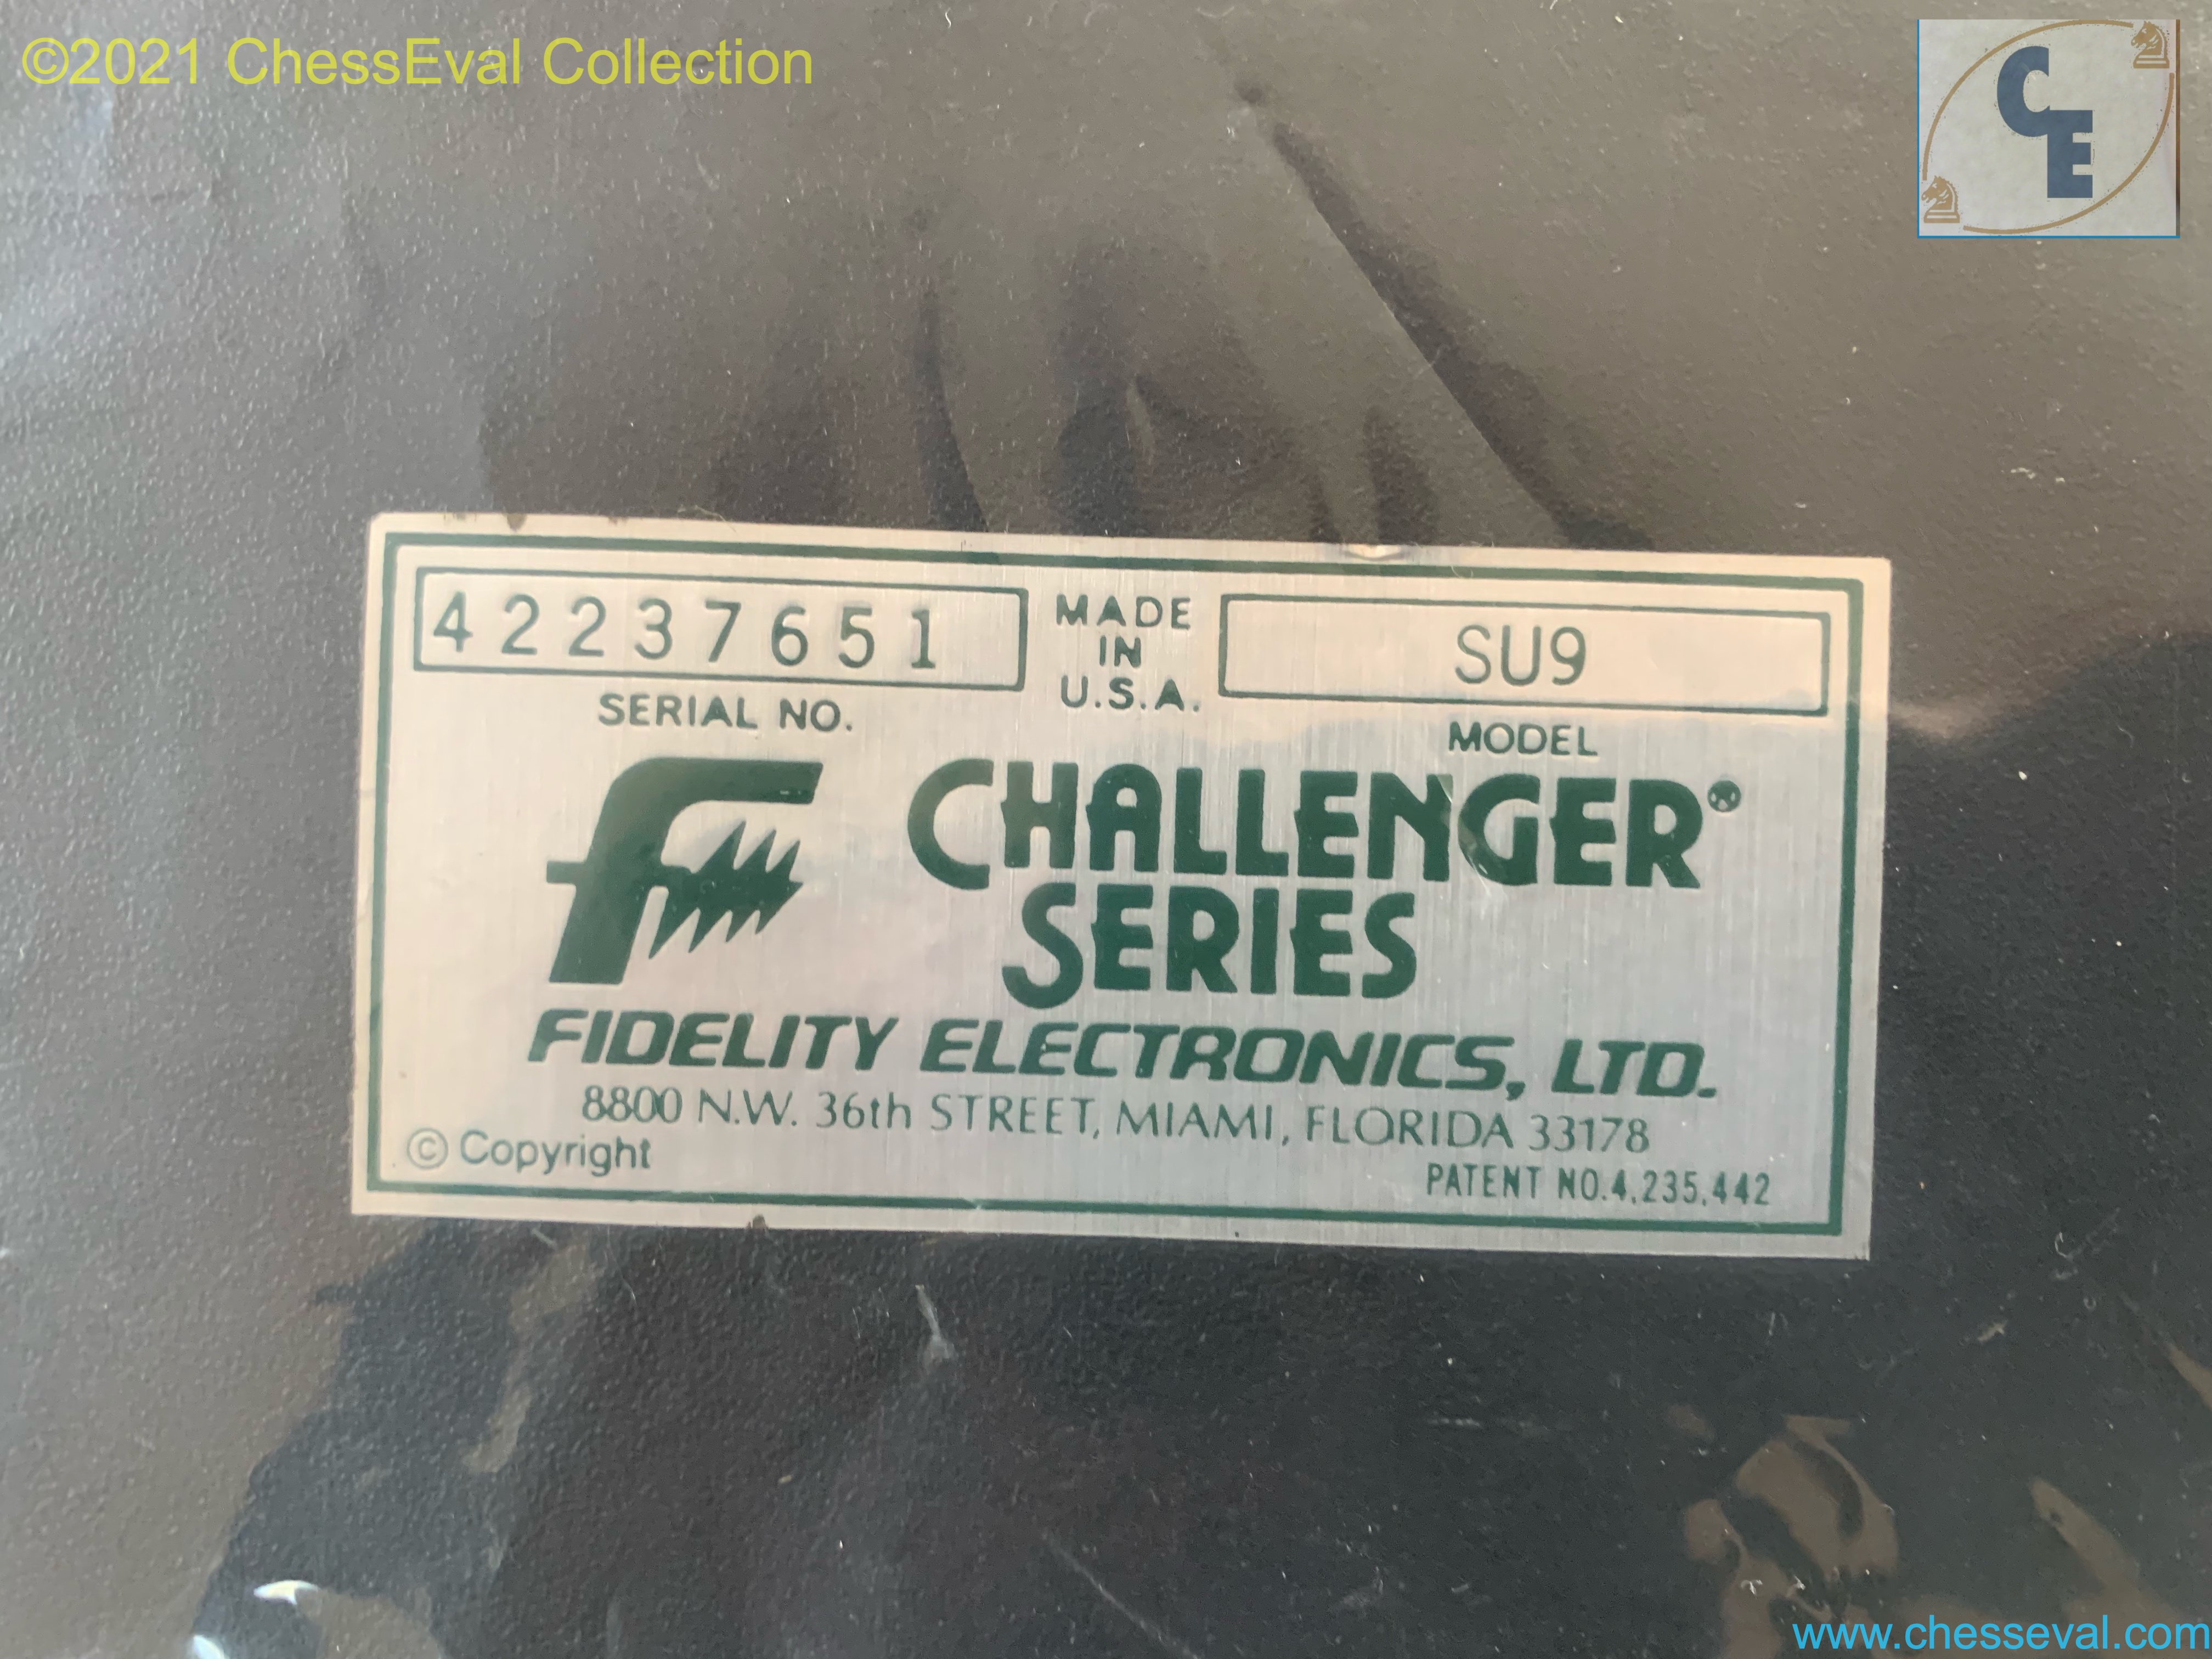 ©2021 ChessEval Collection
CE
42237651
SERIAL NO.
MADE
IN
U.S.A.
SU9
MODEL
f CHALLENGER®
SERIES
FIDELITY ELECTRONICS, LTD.
8800 N.W. 36th STREET, MIAMI, FLORIDA 33178
© Copyright
PATENT NO.4,235,442
www.chesseval.com